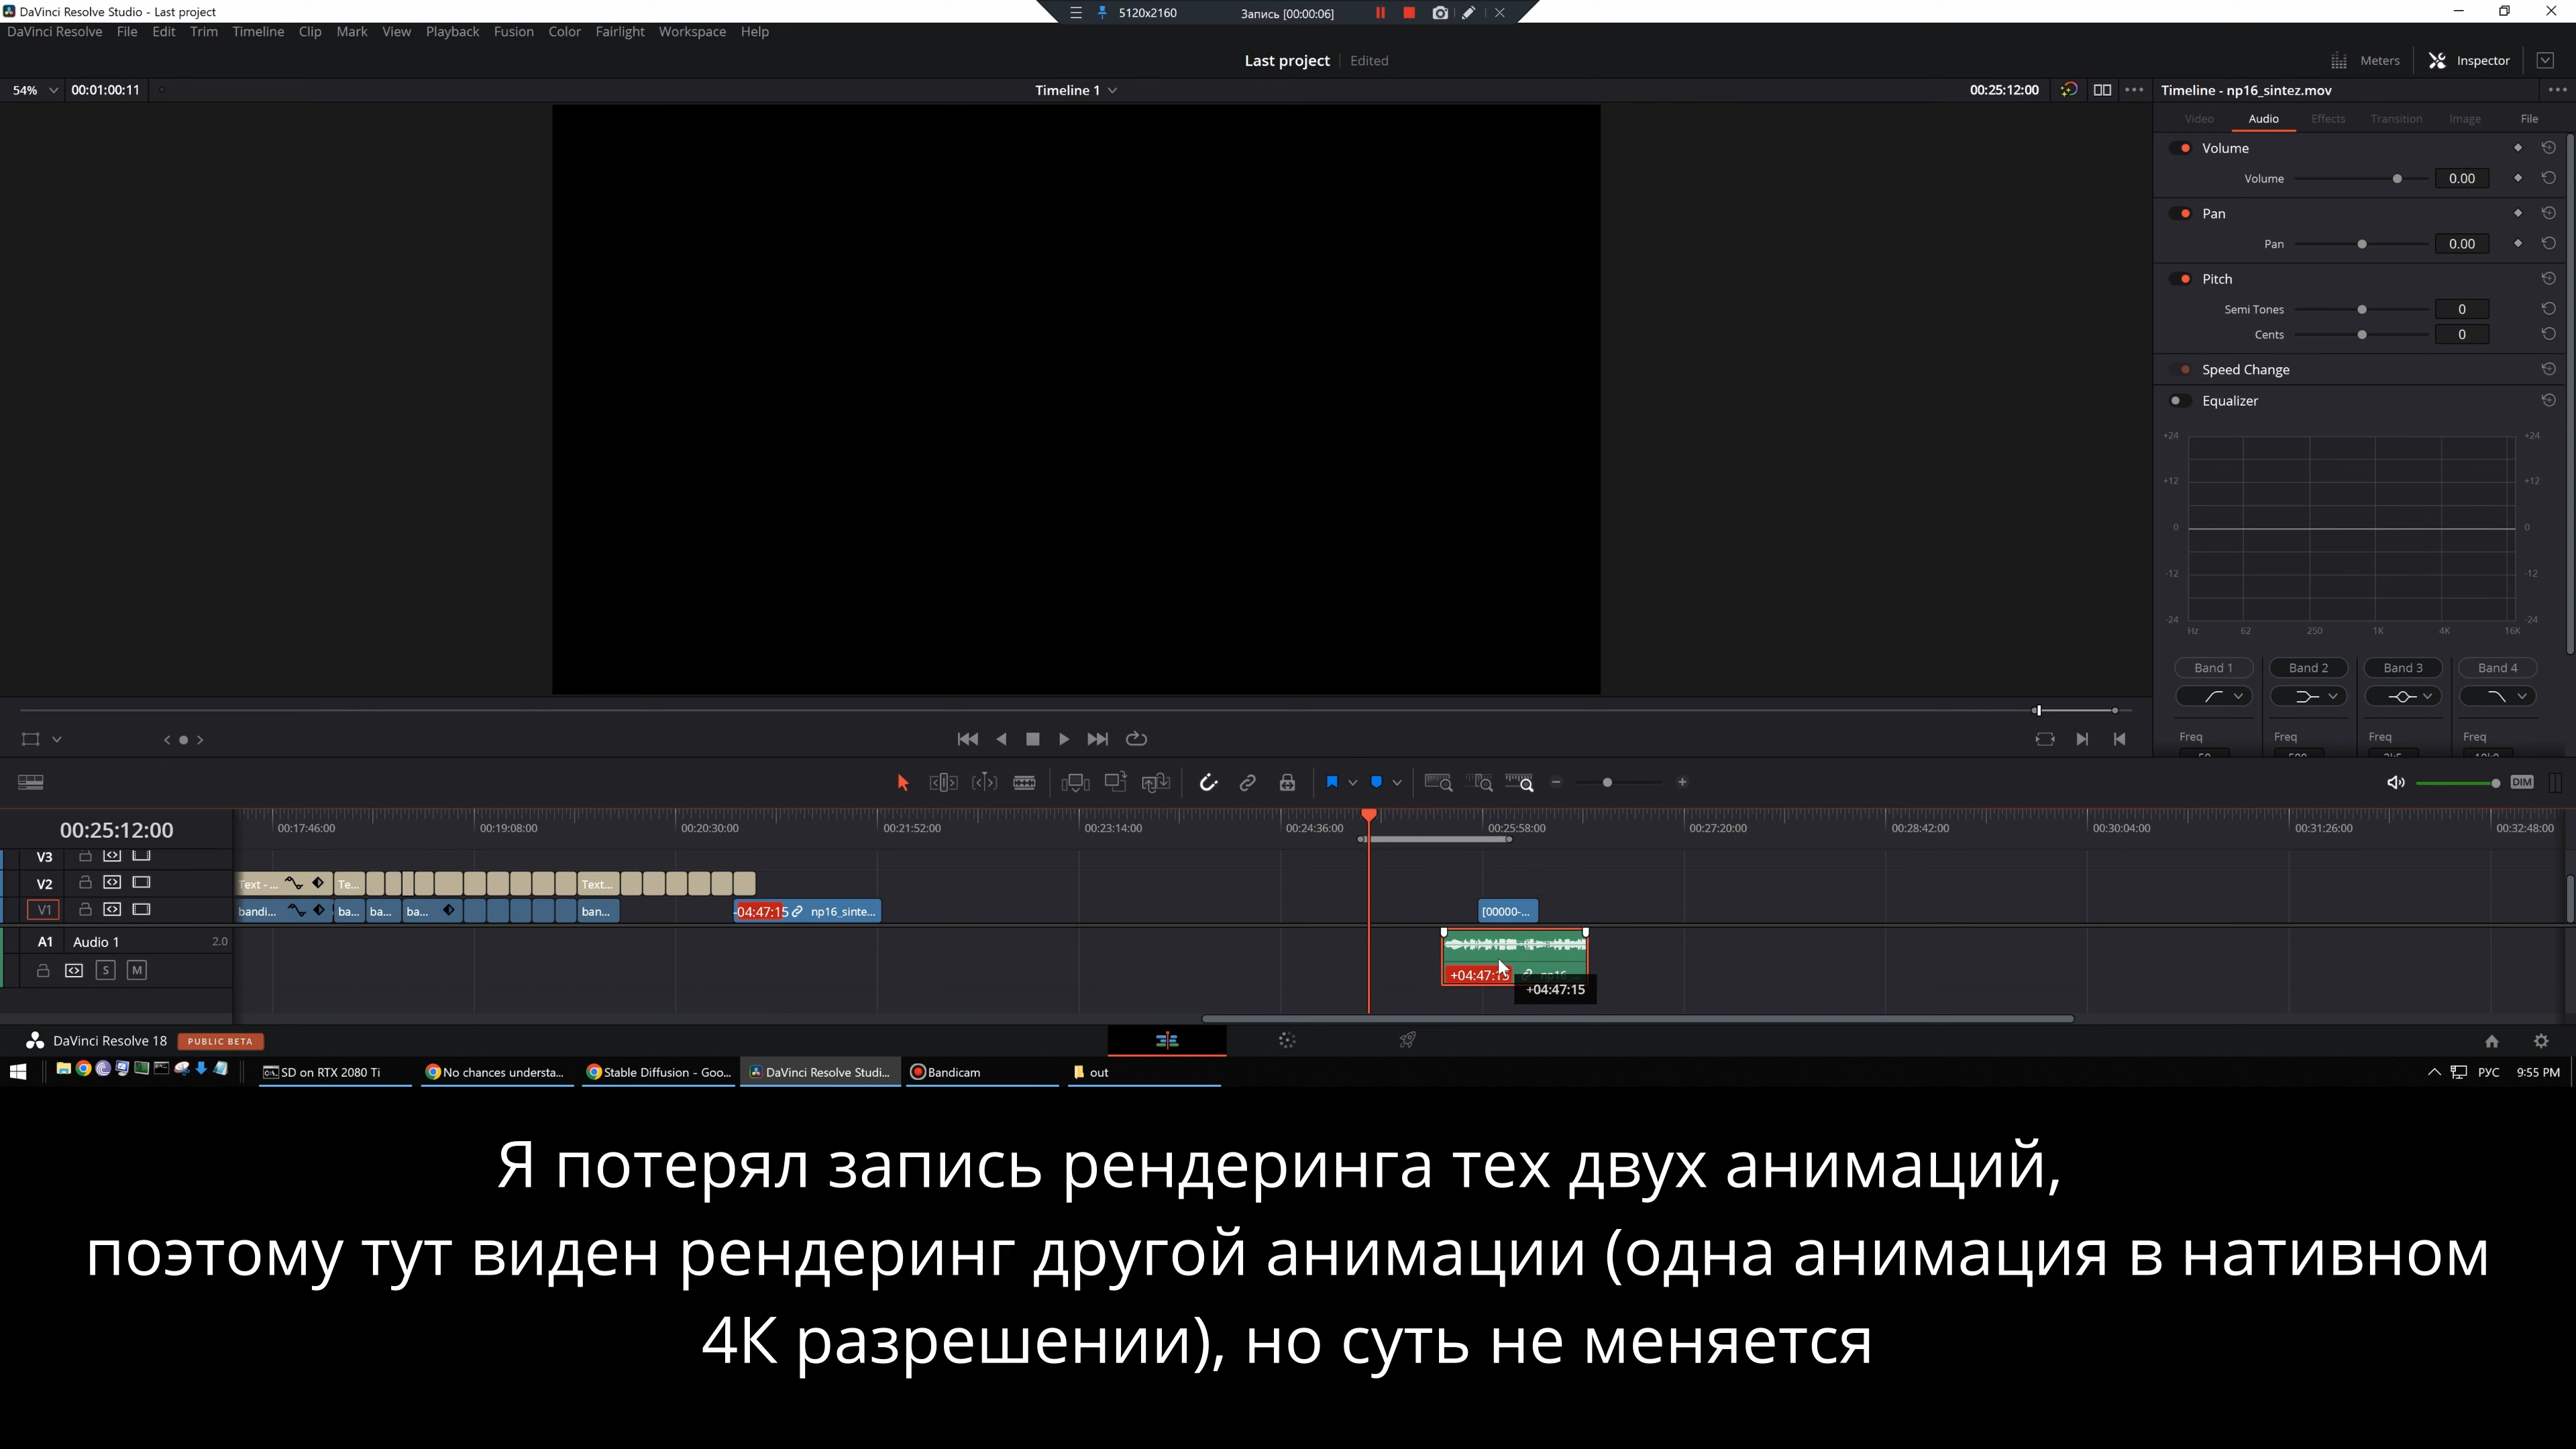 DaVinci Resolve Studio - Last project
5120x2160
Запись [00:00:06]
DaVinci Resolve File Edit Trim Timeline Clip Mark View Playback Fusion Color Fairlight Workspace Help
Last project Edited
Meters Inspector
54% 00:01:00:11
Timeline 1
00:25:12:00
Timeline - np16_sintez.mov
Video Audio Effects Transition Image File
Volume
Volume 0.00
Pan
Pan 0.00
Pitch
Semi Tones 0
Cents 0
Speed Change
Equalizer
+24 +24
+12 +12
0 0
-12 -12
-24 -24
Hz 62 250 1K 4K 16K
Band 1 Band 2 Band 3 Band 4
Freq Freq Freq Freq
DIM
00:25:12:00
00:17:46:00 00:19:08:00 00:20:30:00 00:21:52:00 00:23:14:00 00:24:36:00 00:25:58:00 00:27:20:00 00:28:42:00 00:30:04:00 00:31:26:00 00:32:48:00
V3
V2 Text - ... Te... Text...
V1 bandi... ba... ba... ba... ban... -04:47:15 np16_sinte... [00000-...
A1 Audio 1 2.0
S M
+04:47:15
+04:47:15
DaVinci Resolve 18 PUBLIC BETA
SD on RTX 2080 Ti No chances understa... Stable Diffusion - Goo... DaVinci Resolve Studi... Bandicam out
РУС 9:55 PM
Я потерял запись рендеринга тех двух анимаций,
поэтому тут виден рендеринг другой анимации (одна анимация в нативном
4К разрешении), но суть не меняется